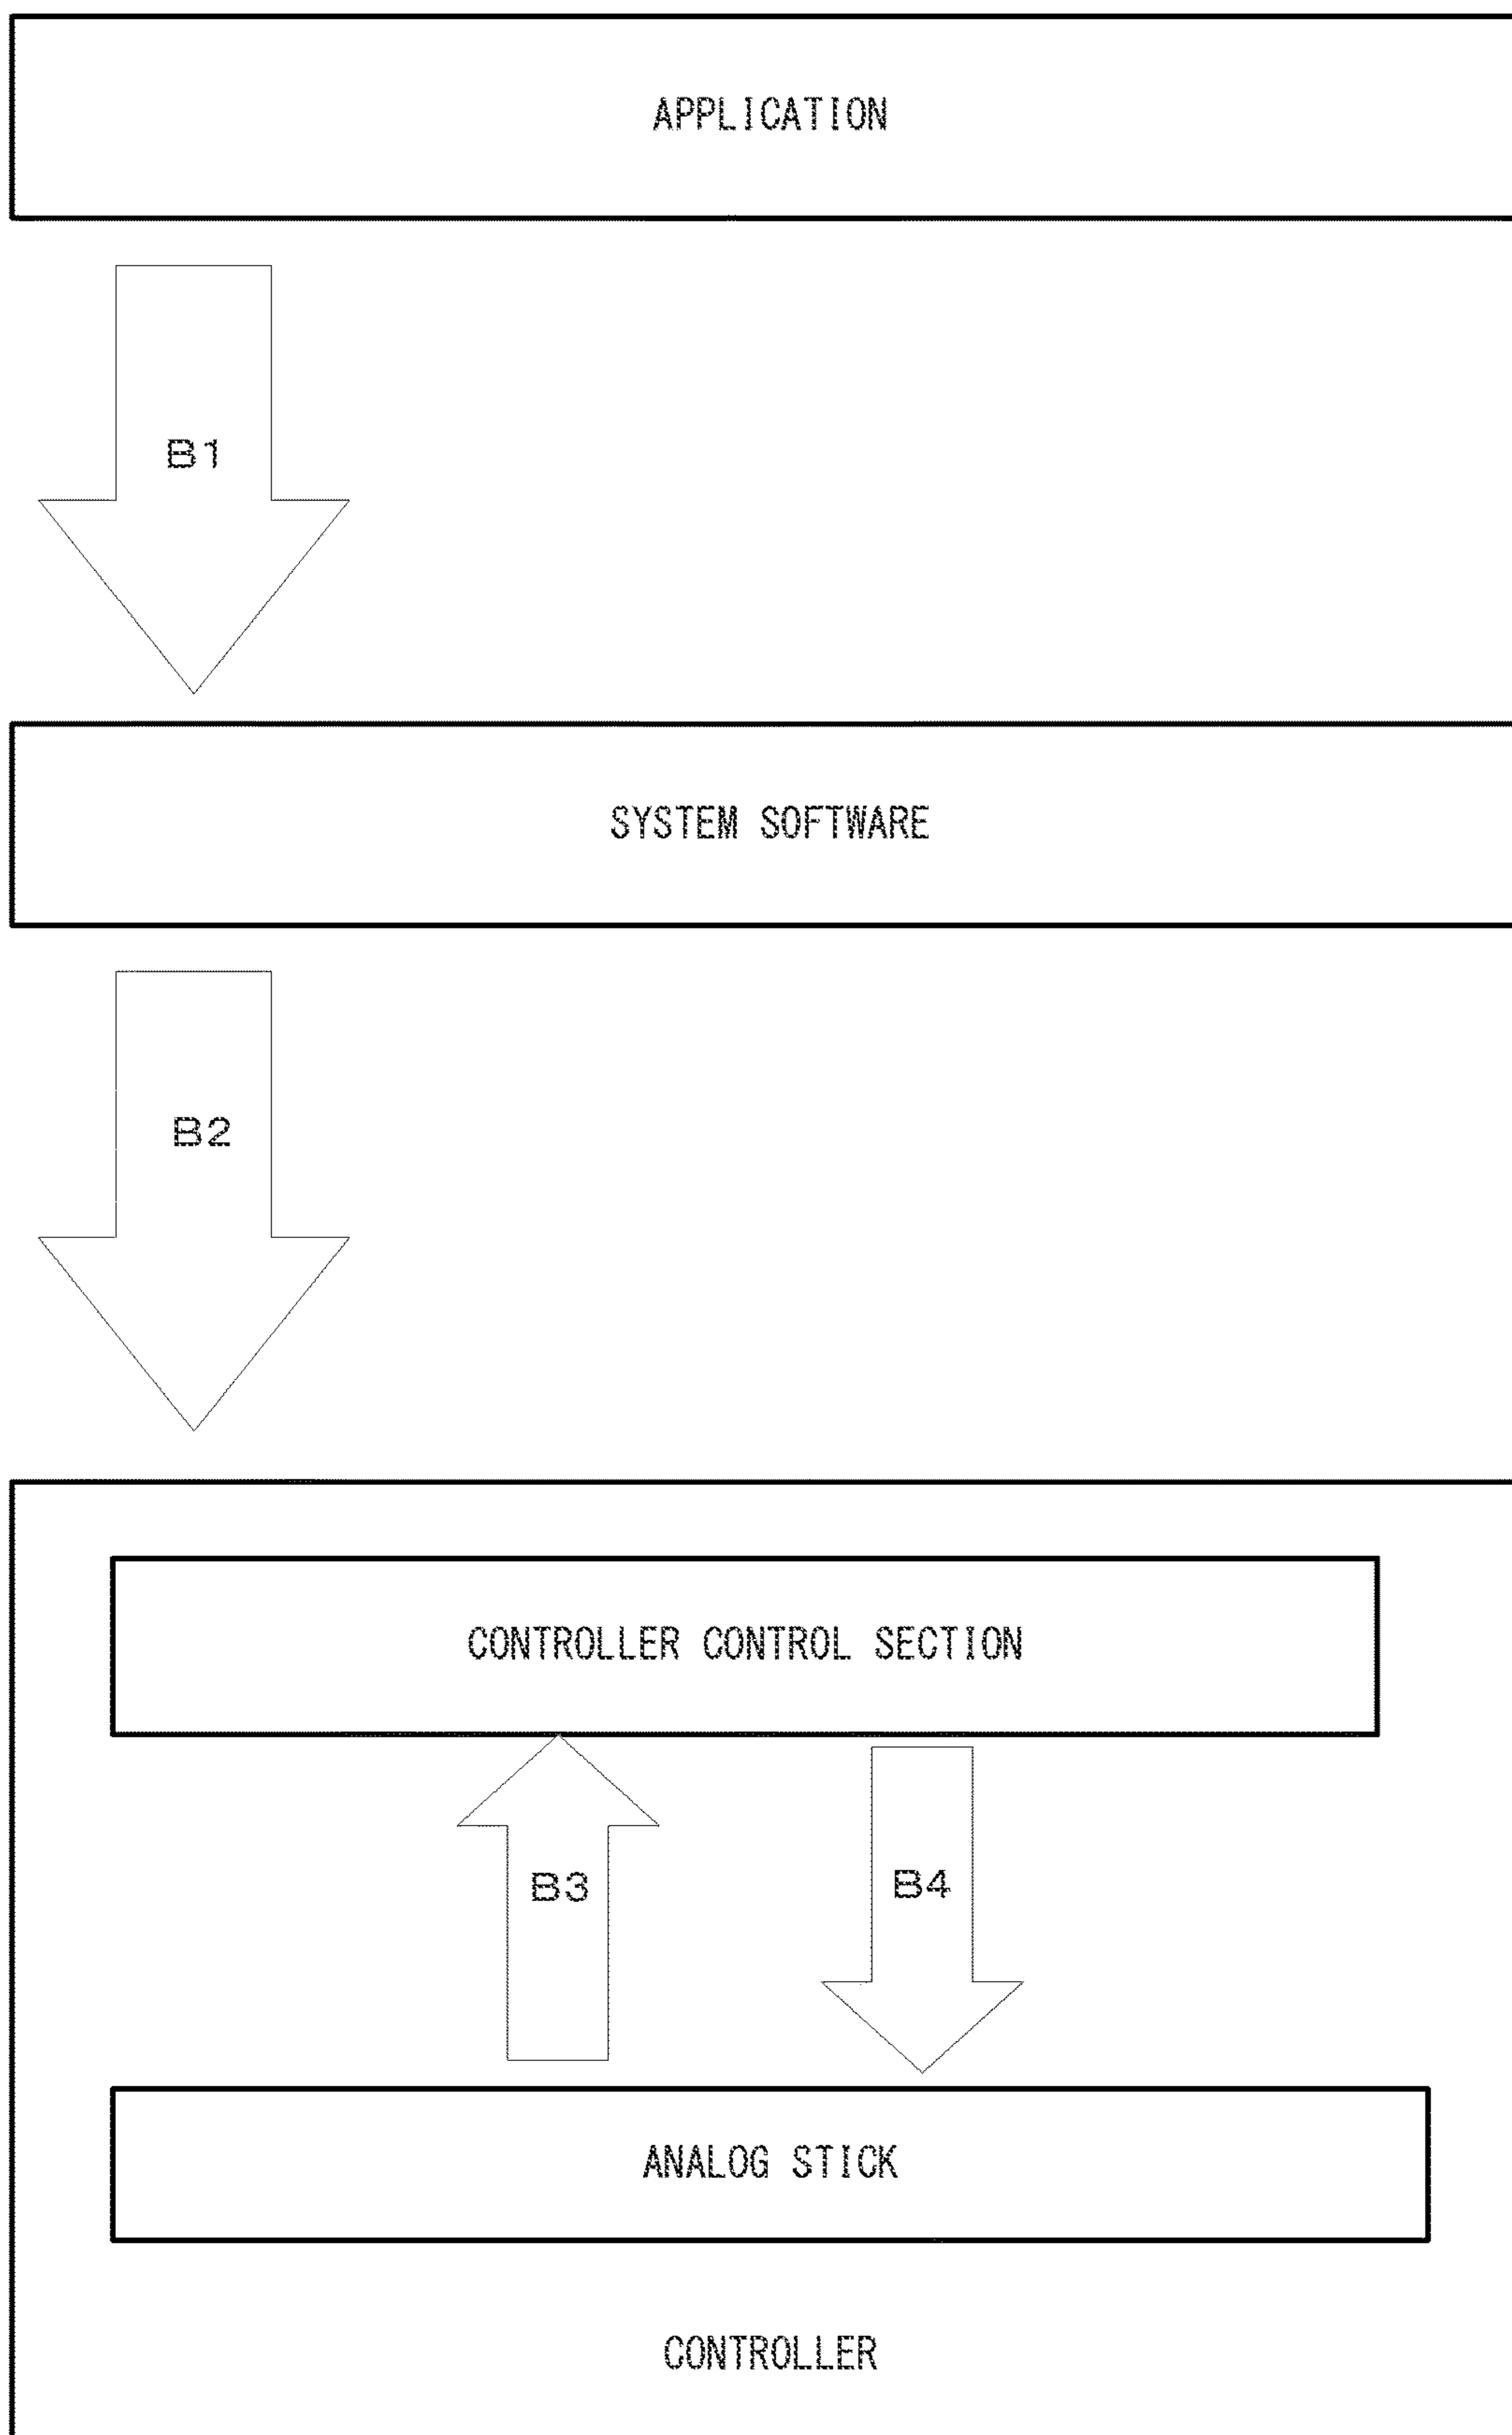 APPLICATION
B1
SYSTEM SOFTWARE
B2
CONTROLLER CONTROL SECTION
B3
B4
ANALOG STICK
CONTROLLER